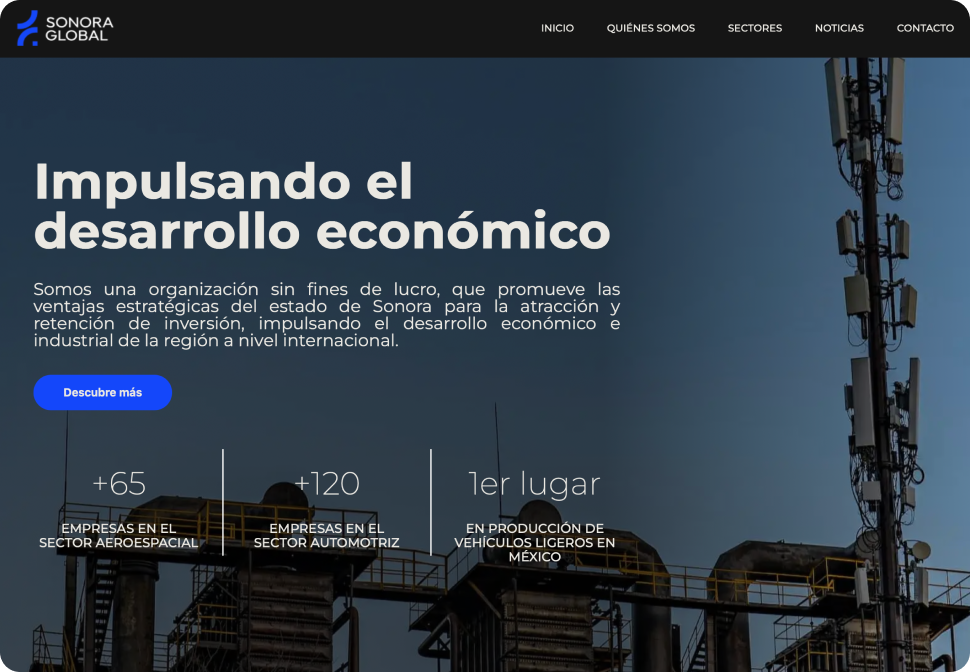 SONORA
GLOBAL
INICIO
QUIÉNES SOMOS
SECTORES
NOTICIAS
CONTACTO
Impulsando el
desarrollo económico
Somos una organización sin fines de lucro, que promueve las
ventajas estratégicas del estado de Sonora para la atracción y
retención de inversión, impulsando el desarrollo económico e
industrial de la región a nivel internacional.
Descubre más
+65
EMPRESAS EN EL
SECTOR AEROESPACIAL
+120
EMPRESAS EN EL
SECTOR AUTOMOTRIZ
1er lugar
EN PRODUCCIÓN DE
VEHÍCULOS LIGEROS EN
MÉXICO